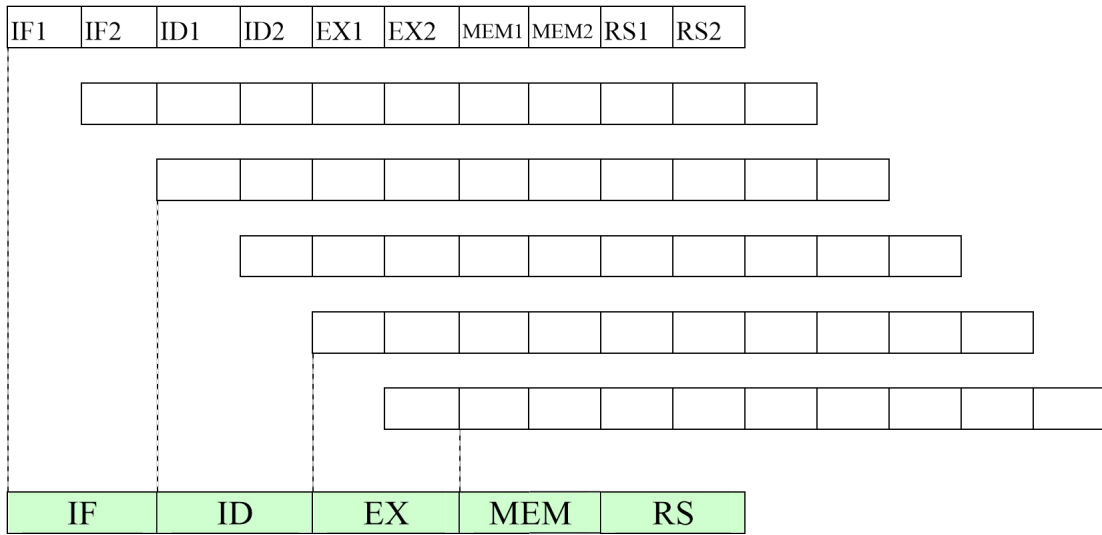 IF1 IF2 ID1 ID2 EX1 EX2 MEM1 MEM2 RS1 RS2
IF ID EX MEM RS